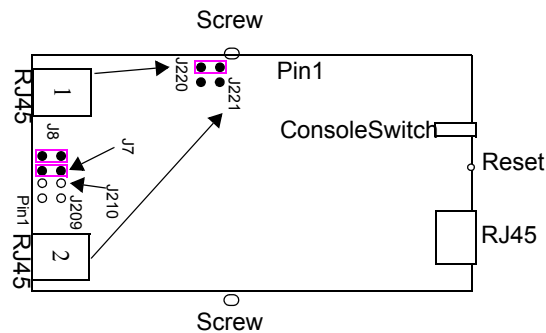 Screw
RJ45
1
J220
J221
Pin1
ConsoleSwitch
J8
J7
Reset
Pin1
J209
J210
RJ45
2
RJ45
Screw